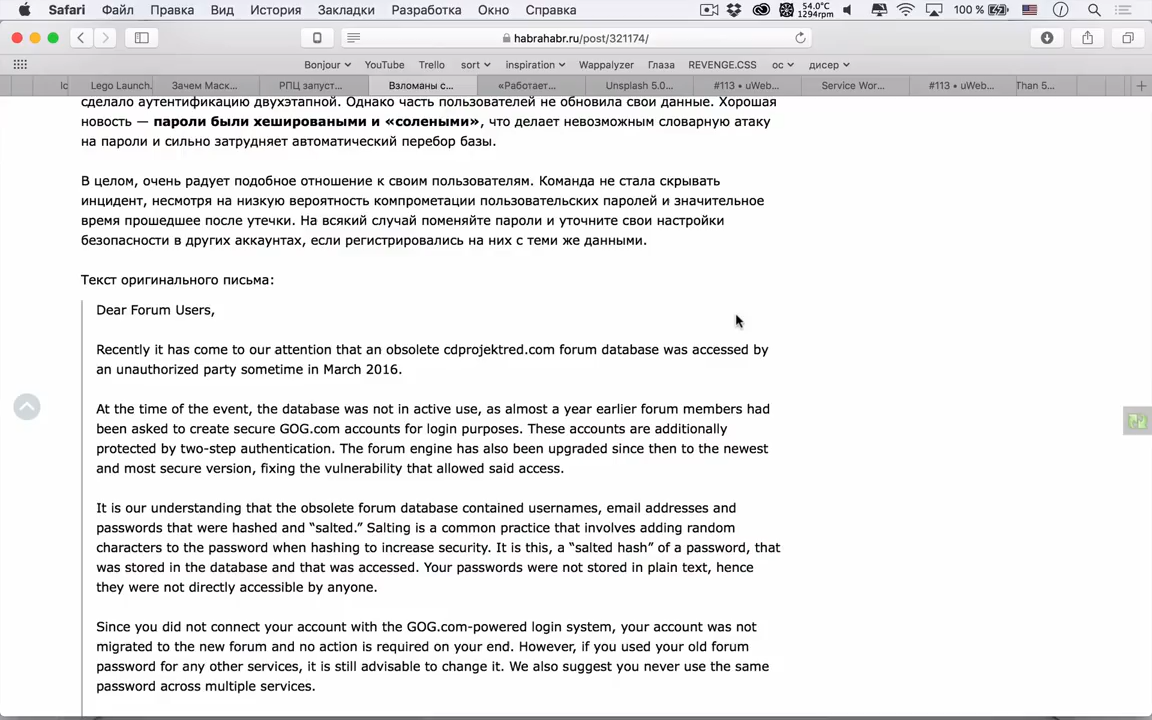 Safari Файл Правка Вид История Закладки Разработка Окно Справка 54.0°C 1294rpm 100 %
habrahabr.ru/post/321174/
Bonjour YouTube Trello sort inspiration Wappalyzer Глаза REVENGE.CSS ос дисер
Ic Lego Launch. Зачем Маск... РПЦ запуст... Взломаны с... «Работает... Unsplash 5.0... #113 • uWeb... Service Wor... #113 • uWeb... Than 5...
сделало аутентификацию двухэтапной. Однако часть пользователей не обновила свои данные. Хорошая
новость — пароли были хешироваными и «солеными», что делает невозможным словарную атаку
на пароли и сильно затрудняет автоматический перебор базы.
В целом, очень радует подобное отношение к своим пользователям. Команда не стала скрывать
инцидент, несмотря на низкую вероятность компрометации пользовательских паролей и значительное
время прошедшее после утечки. На всякий случай поменяйте пароли и уточните свои настройки
безопасности в других аккаунтах, если регистрировались на них с теми же данными.
Текст оригинального письма:
Dear Forum Users,
Recently it has come to our attention that an obsolete cdprojektred.com forum database was accessed by
an unauthorized party sometime in March 2016.
At the time of the event, the database was not in active use, as almost a year earlier forum members had
been asked to create secure GOG.com accounts for login purposes. These accounts are additionally
protected by two-step authentication. The forum engine has also been upgraded since then to the newest
and most secure version, fixing the vulnerability that allowed said access.
It is our understanding that the obsolete forum database contained usernames, email addresses and
passwords that were hashed and “salted.” Salting is a common practice that involves adding random
characters to the password when hashing to increase security. It is this, a “salted hash” of a password, that
was stored in the database and that was accessed. Your passwords were not stored in plain text, hence
they were not directly accessible by anyone.
Since you did not connect your account with the GOG.com-powered login system, your account was not
migrated to the new forum and no action is required on your end. However, if you used your old forum
password for any other services, it is still advisable to change it. We also suggest you never use the same
password across multiple services.